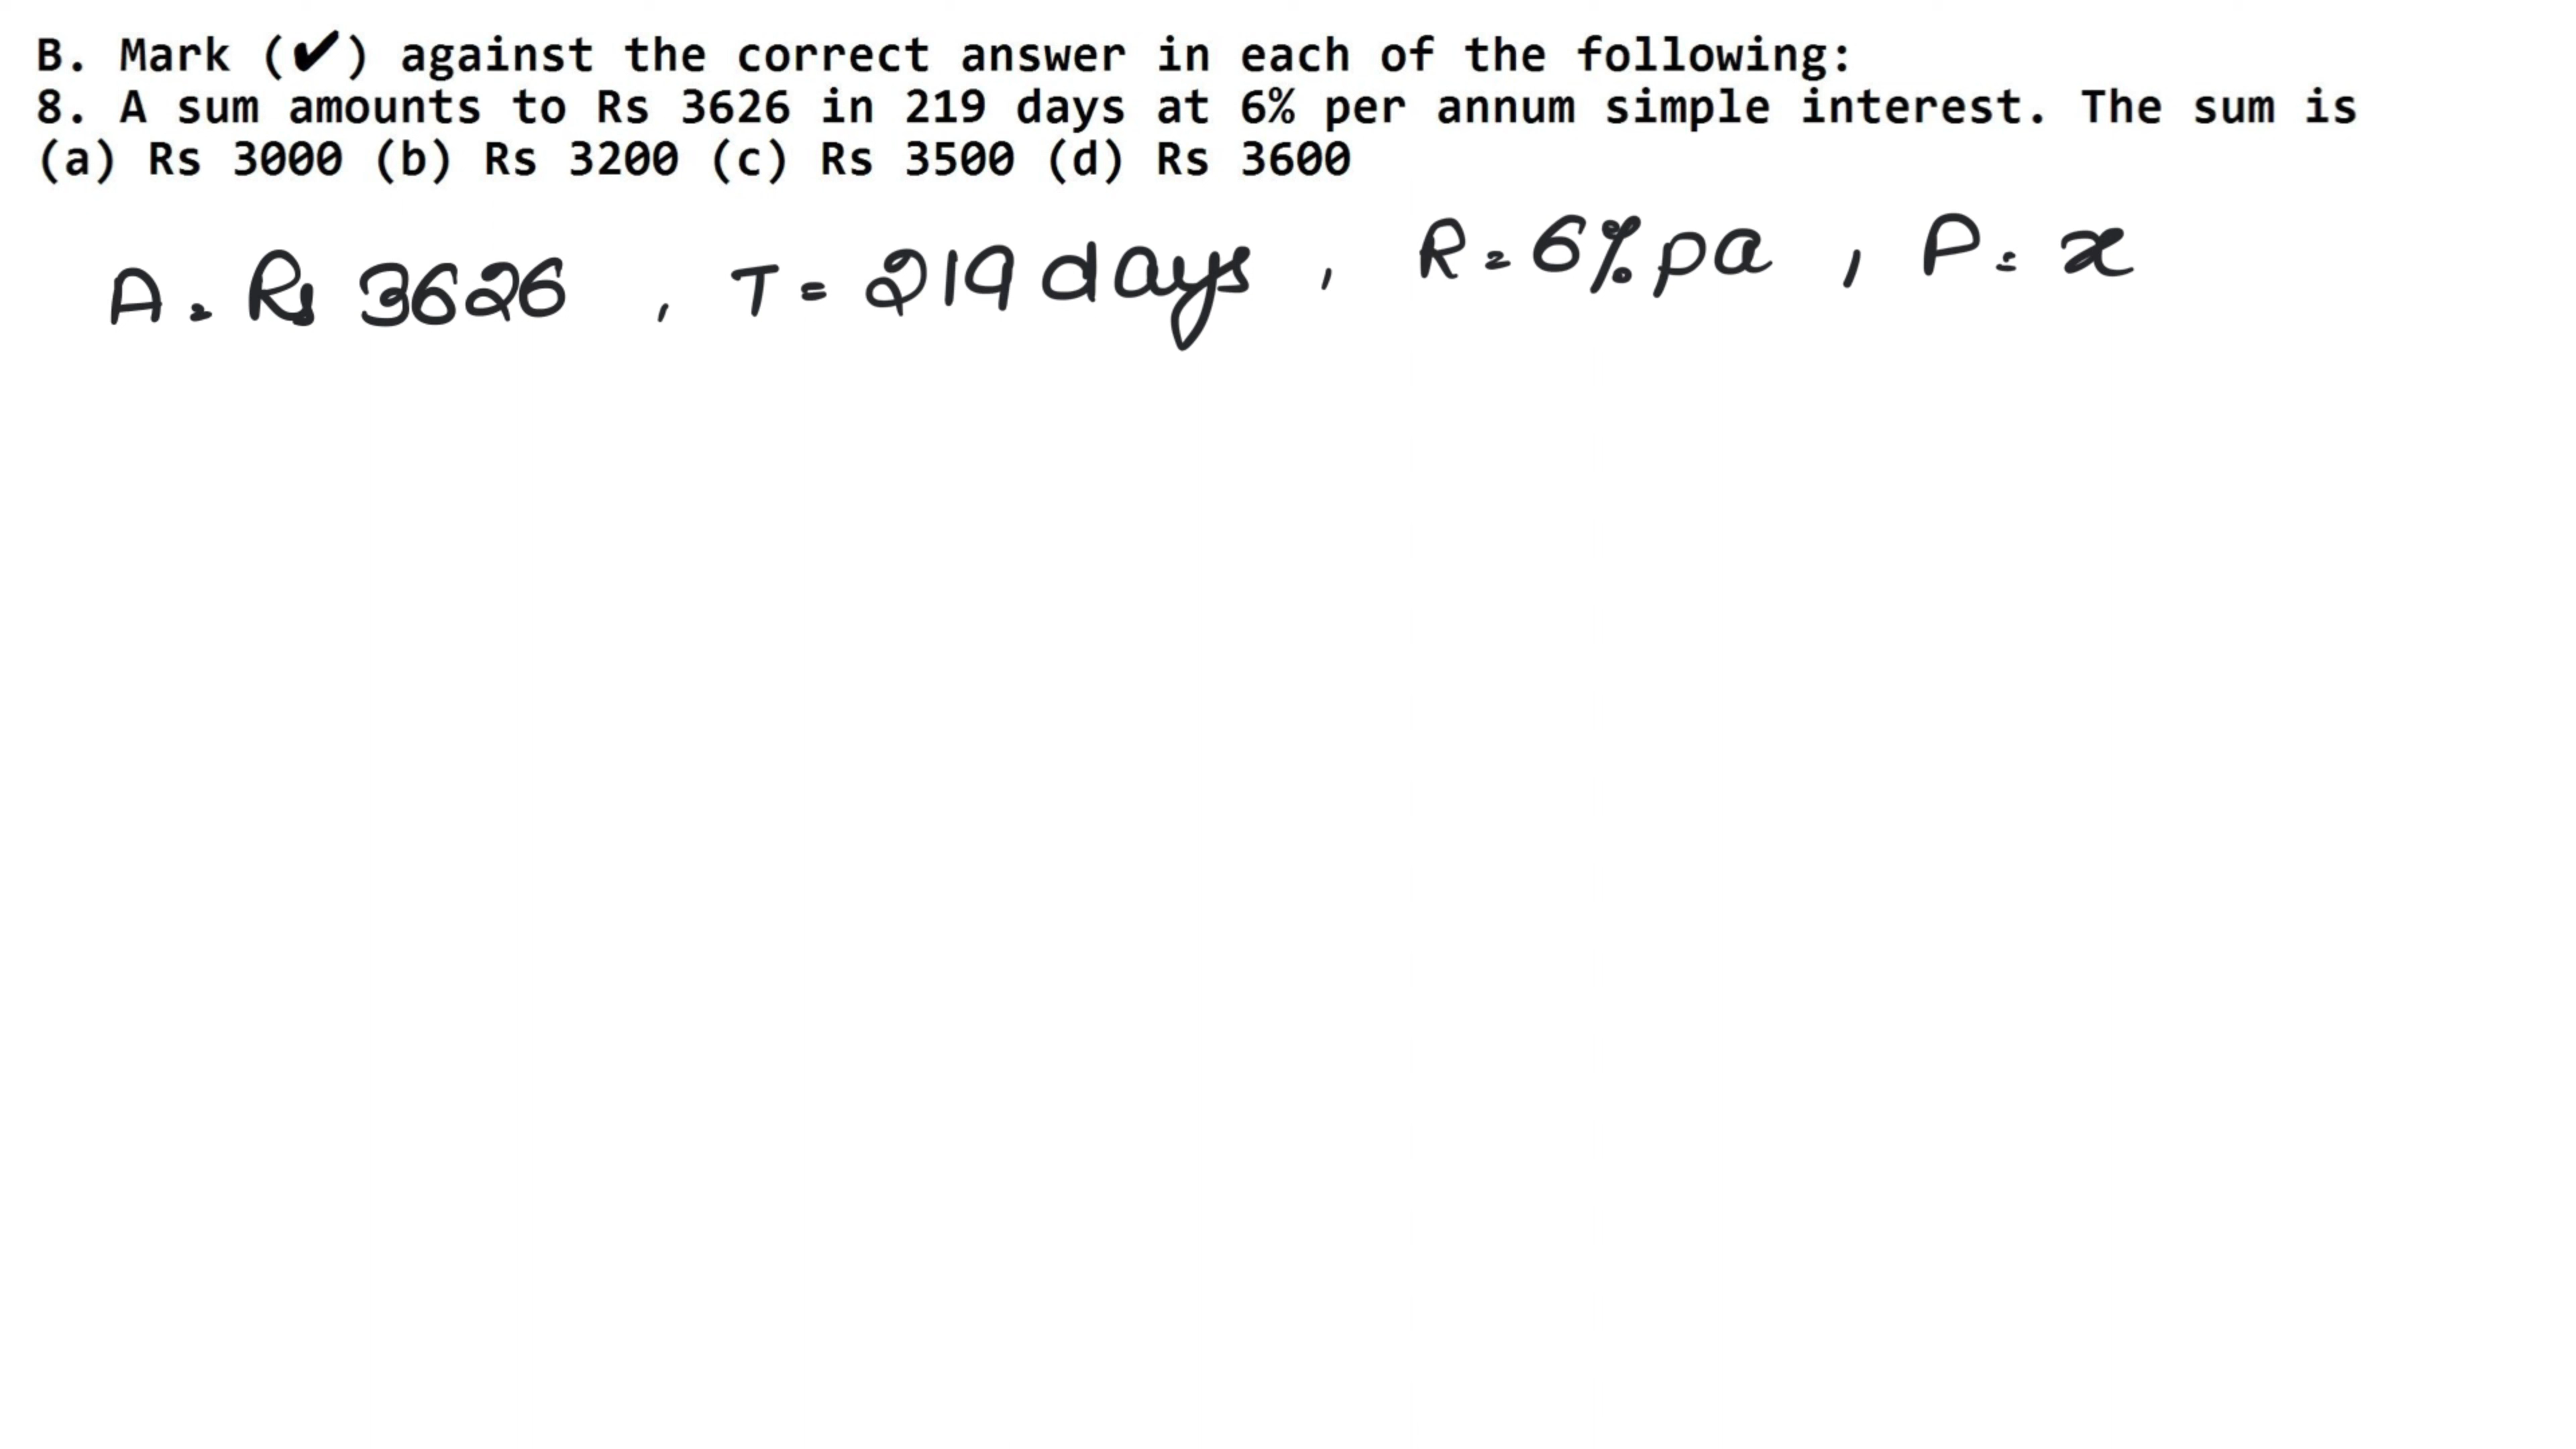 B. Mark (✔) against the correct answer in each of the following:
8. A sum amounts to Rs 3626 in 219 days at 6% per annum simple interest. The sum is
(a) Rs 3000 (b) Rs 3200 (c) Rs 3500 (d) Rs 3600
A = Rs 3626 , T = 219 days , R = 6% pa , P = x